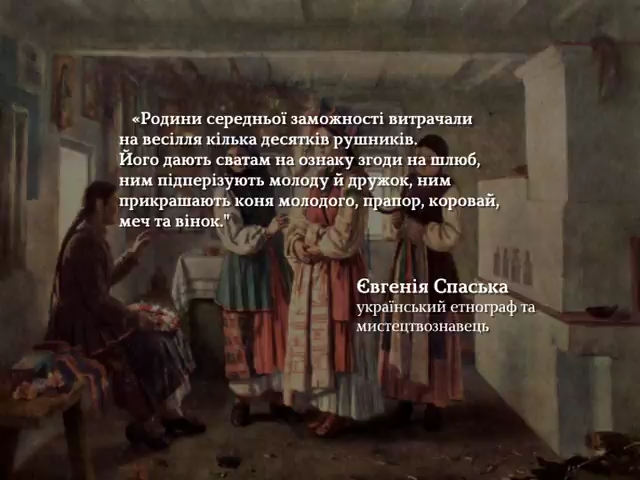 «Родини середньої заможності витрачали
на весілля кілька десятків рушників.
Його дають сватам на ознаку згоди на шлюб,
ним підперізують молоду й дружок, ним
прикрашають коня молодого, прапор, коровай,
меч та вінок."
Євгенія Спаська
український етнограф та
мистецтвознавець